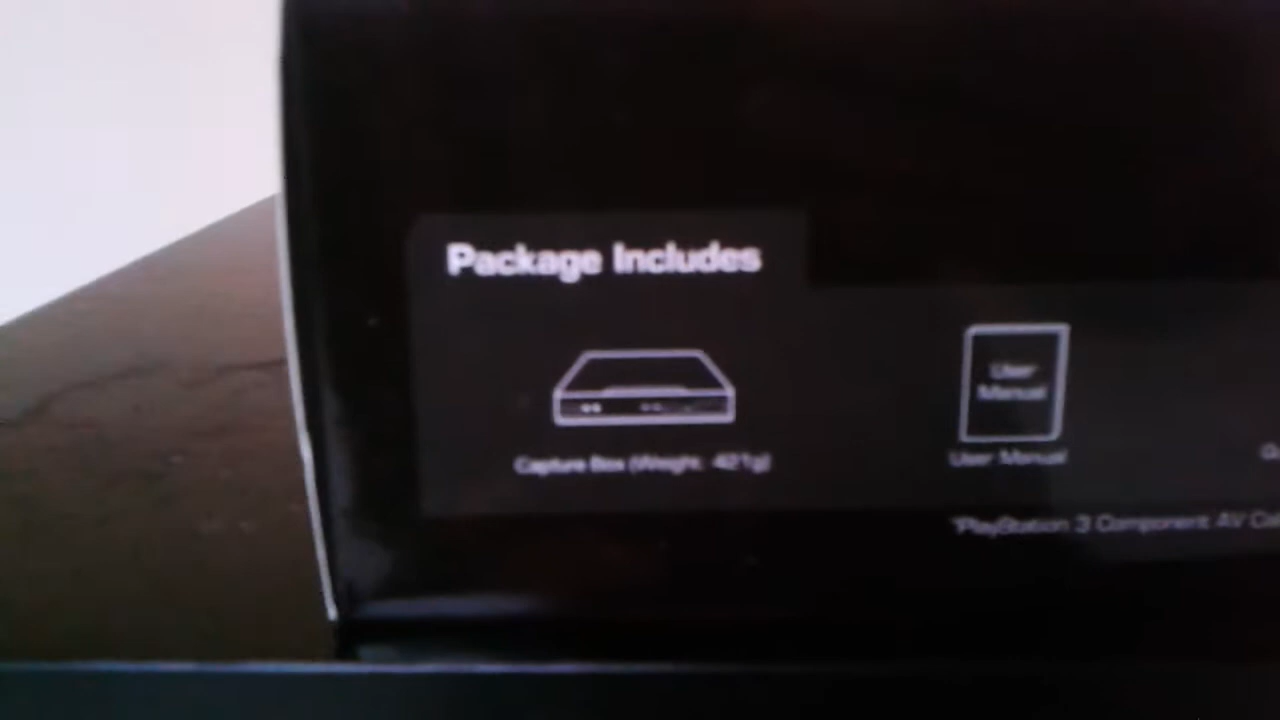 Package Includes
User
Manual
Capture Box (Weight: 421g)
User Manual
*PlayStation 3 Component AV